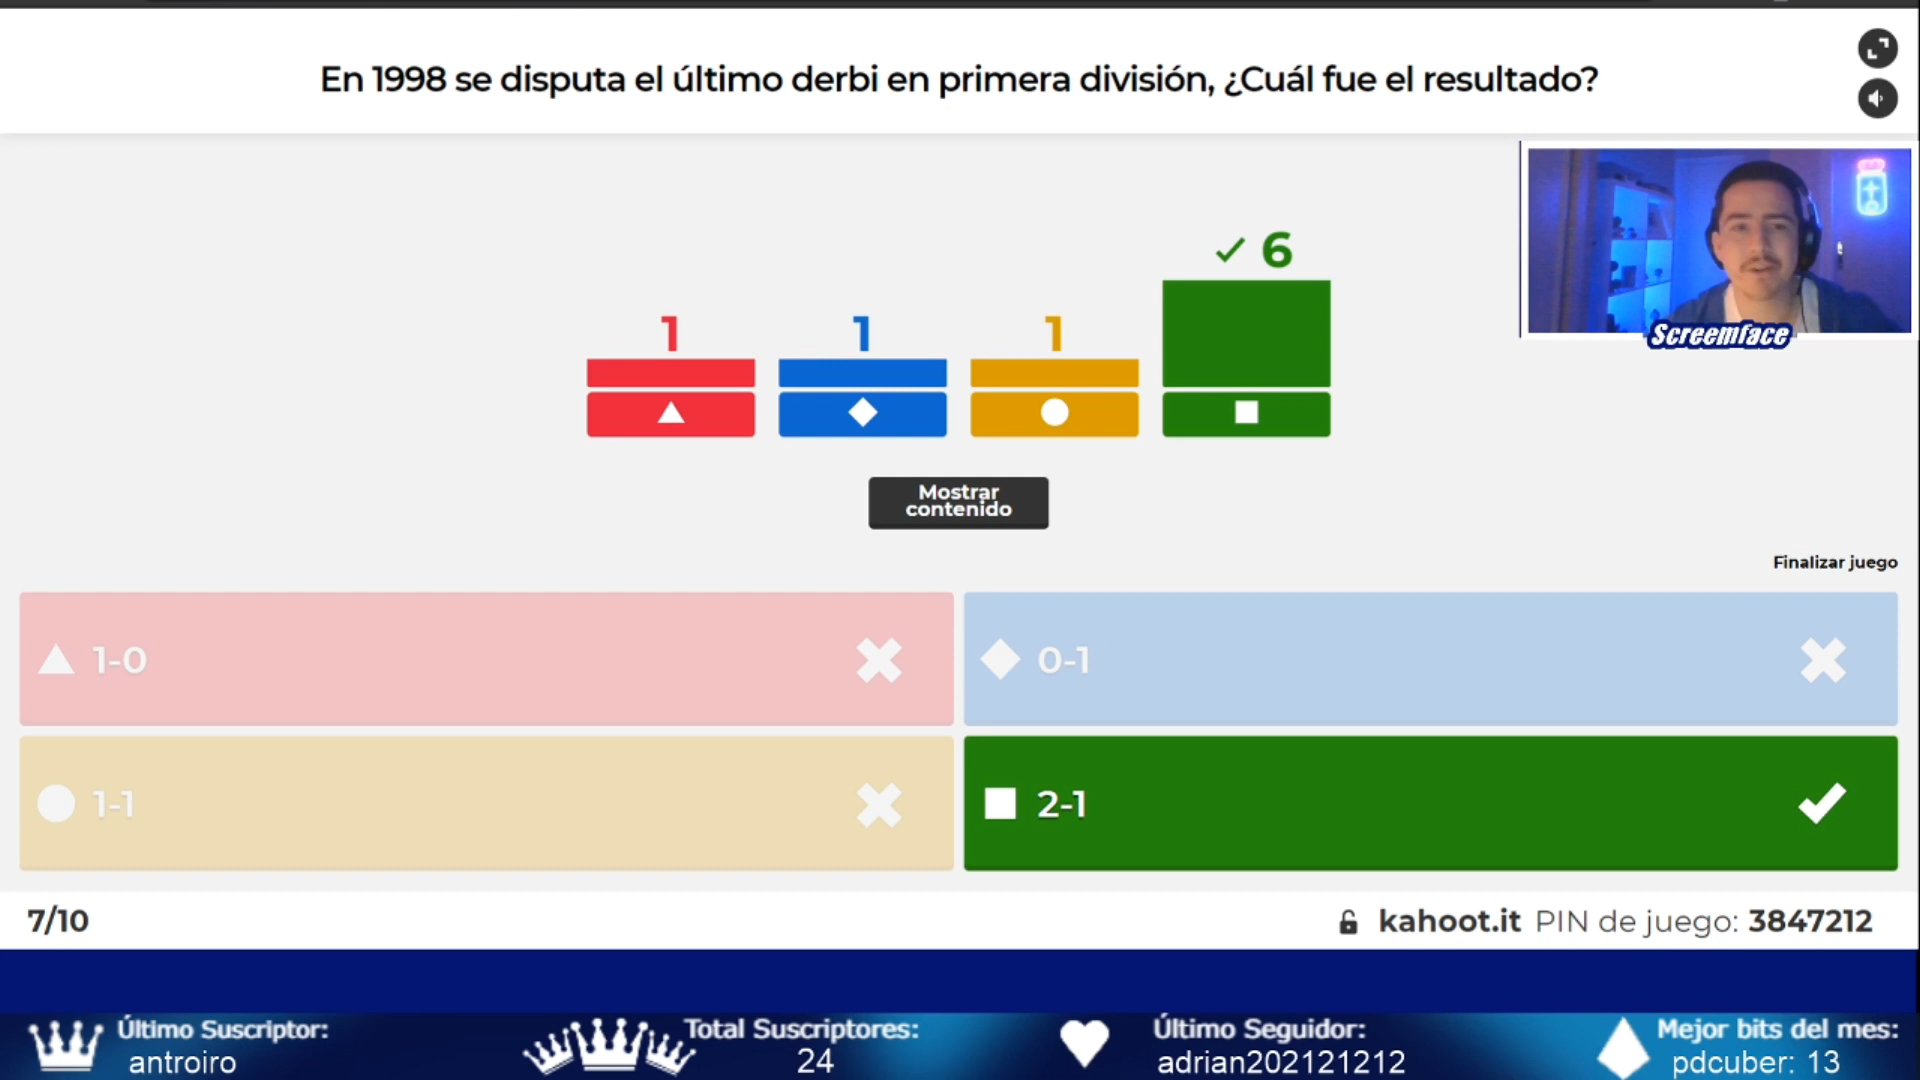 En 1998 se disputa el último derbi en primera división, ¿Cuál fue el resultado?
Screemface
1
1
1
6
Mostrar
contenido
Finalizar juego
1-0
0-1
1-1
2-1
7/10
kahoot.it PIN de juego: 3847212
Último Suscriptor:
antroiro
Total Suscriptores:
24
Último Seguidor:
adrian202121212
Mejor bits del mes:
pdcuber: 13